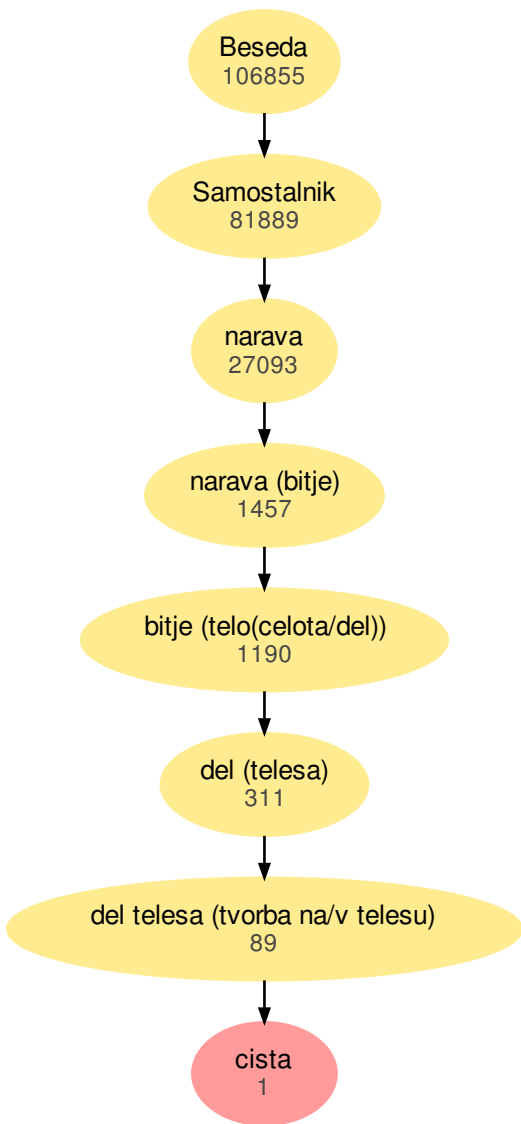 Beseda
106855
Samostalnik
81889
narava
27093
narava (bitje)
1457
bitje (telo(celota/del))
1190
del (telesa)
311
del telesa (tvorba na/v telesu)
89
cista
1